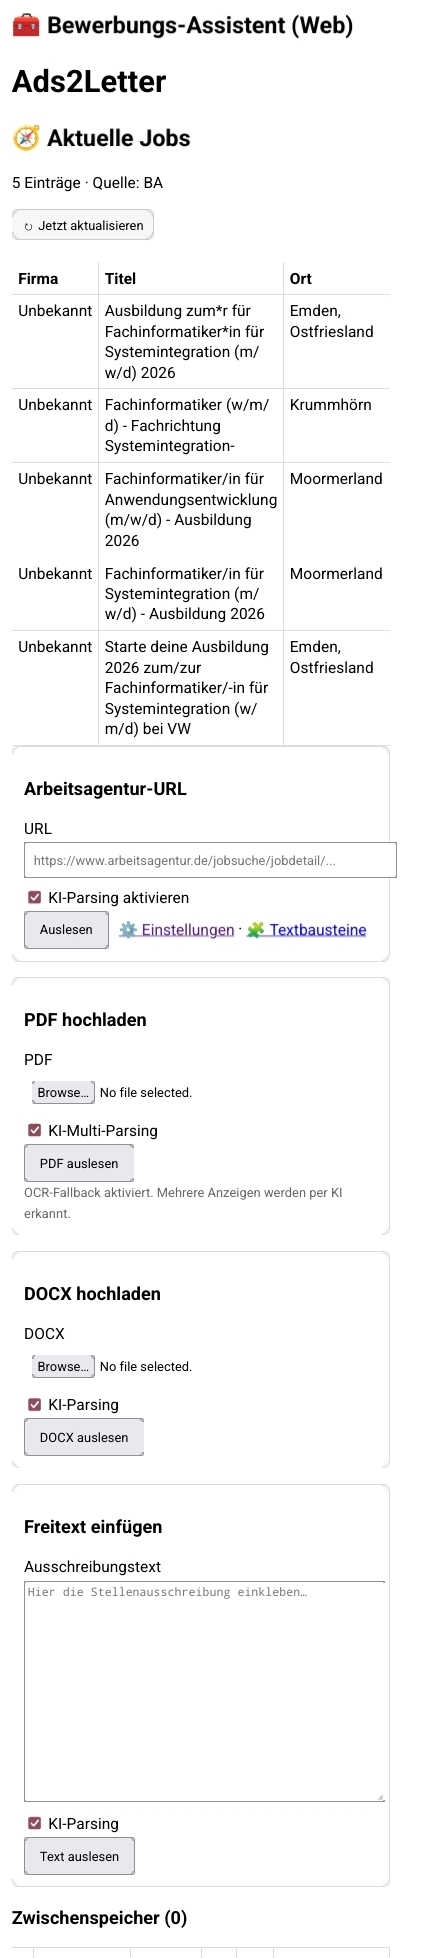 🧰 Bewerbungs-Assistent (Web)
Ads2Letter
🧭 Aktuelle Jobs
5 Einträge · Quelle: BA
↻ Jetzt aktualisieren
Firma Titel Ort
Unbekannt Ausbildung zum*r für Emden,
Fachinformatiker*in für Ostfriesland
Systemintegration (m/
w/d) 2026
Unbekannt Fachinformatiker (w/m/ Krummhörn
d) - Fachrichtung
Systemintegration-
Unbekannt Fachinformatiker/in für Moormerland
Anwendungsentwicklung
(m/w/d) - Ausbildung
2026
Unbekannt Fachinformatiker/in für Moormerland
Systemintegration (m/
w/d) - Ausbildung 2026
Unbekannt Starte deine Ausbildung Emden,
2026 zum/zur Ostfriesland
Fachinformatiker/-in für
Systemintegration (w/
m/d) bei VW
Arbeitsagentur-URL
URL
https://www.arbeitsagentur.de/jobsuche/jobdetail/...
KI-Parsing aktivieren
Auslesen ⚙️ Einstellungen · 🧩 Textbausteine
PDF hochladen
PDF
Browse… No file selected.
KI-Multi-Parsing
PDF auslesen
OCR-Fallback aktiviert. Mehrere Anzeigen werden per KI
erkannt.
DOCX hochladen
DOCX
Browse… No file selected.
KI-Parsing
DOCX auslesen
Freitext einfügen
Ausschreibungstext
Hier die Stellenausschreibung einkleben…
KI-Parsing
Text auslesen
Zwischenspeicher (0)